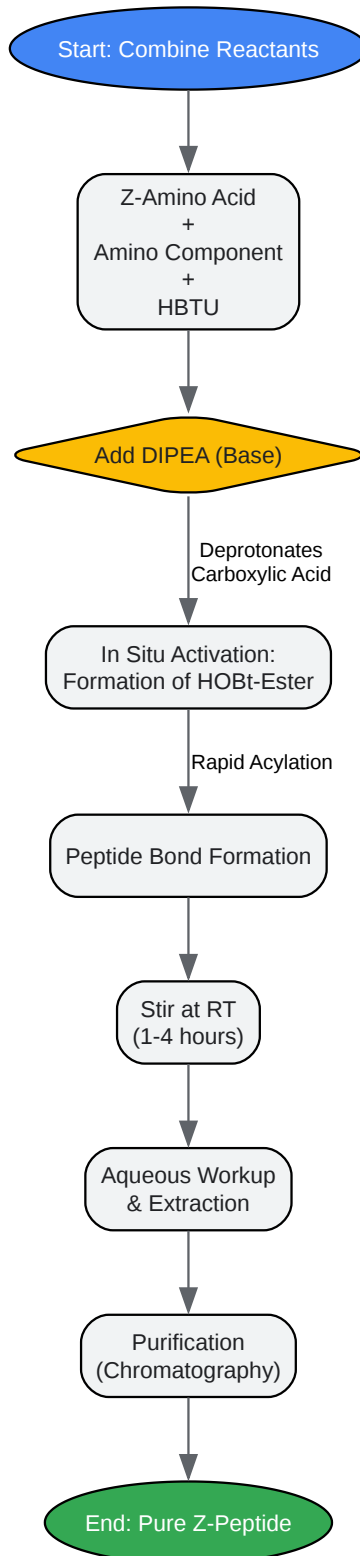 Start: Combine Reactants
Z-Amino Acid
+
Amino Component
+
HBTU
Add DIPEA (Base)
Deprotonates
Carboxylic Acid
In Situ Activation:
Formation of HOBt-Ester
Rapid Acylation
Peptide Bond Formation
Stir at RT
(1-4 hours)
Aqueous Workup
& Extraction
Purification
(Chromatography)
End: Pure Z-Peptide